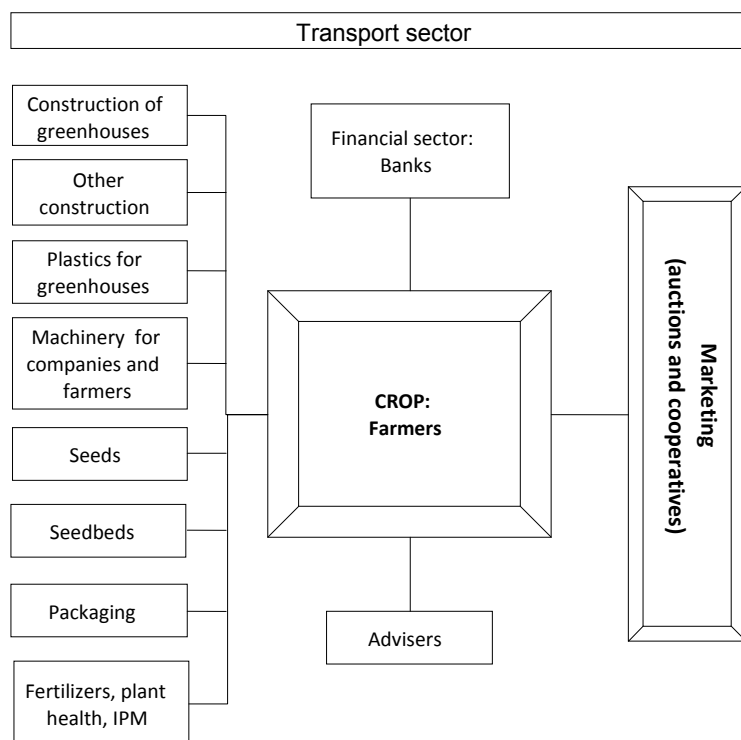 Transport sector
Construction of
greenhouses
Other
construction
Plastics for
greenhouses
Machinery for
companies and
farmers
Seeds
Seedbeds
Packaging
Fertilizers, plant
health, IPM
Financial sector:
Banks
CROP:
Farmers
Advisers
Marketing
(auctions and cooperatives)